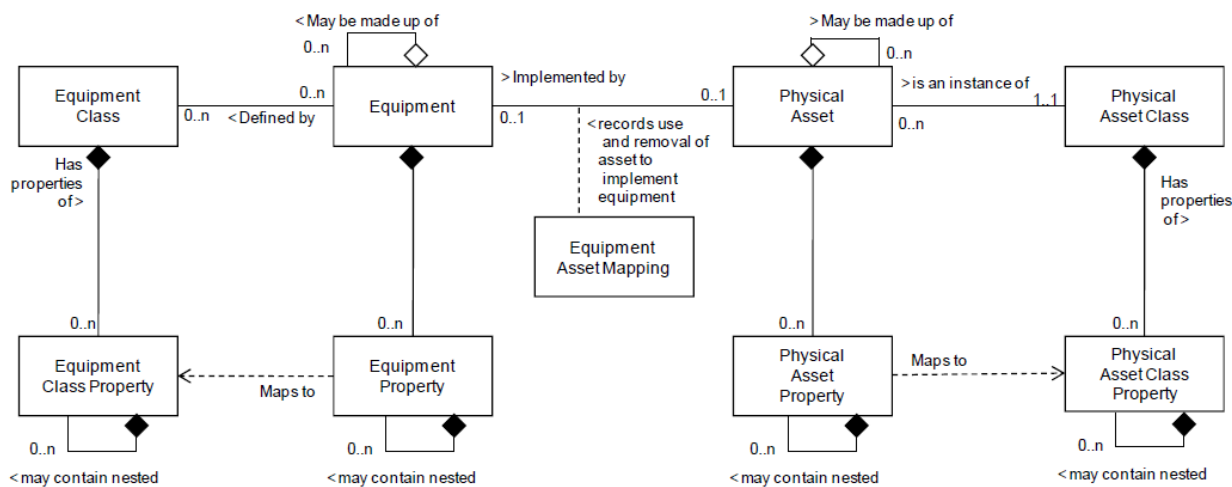 < May be made up of
0..n
> May be made up of
0..n
Equipment
Class
0..n
< Defined by
0..n
Equipment
> Implemented by
0..1
0..1
< records use
and removal of
asset to
implement
equipment
Physical
Asset
> is an instance of
0..n
1..1
Physical
Asset Class
Has
properties
of >
Has
properties
of >
Equipment
Asset Mapping
0..n
0..n
0..n
0..n
Equipment
Class Property
Maps to
Equipment
Property
Physical
Asset
Property
Maps to
Physical
Asset Class
Property
0..n
0..n
0..n
0..n
< may contain nested
< may contain nested
< may contain nested
< may contain nested